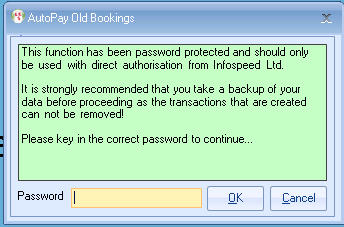 AutoPay Old Bookings
This function has been password protected and should only
be used with direct authorisation from Infospeed Ltd.
It is strongly recommended that you take a backup of your
data before proceeding as the transactions that are created
can not be removed!
Please key in the correct password to continue...
Password
OK
Cancel